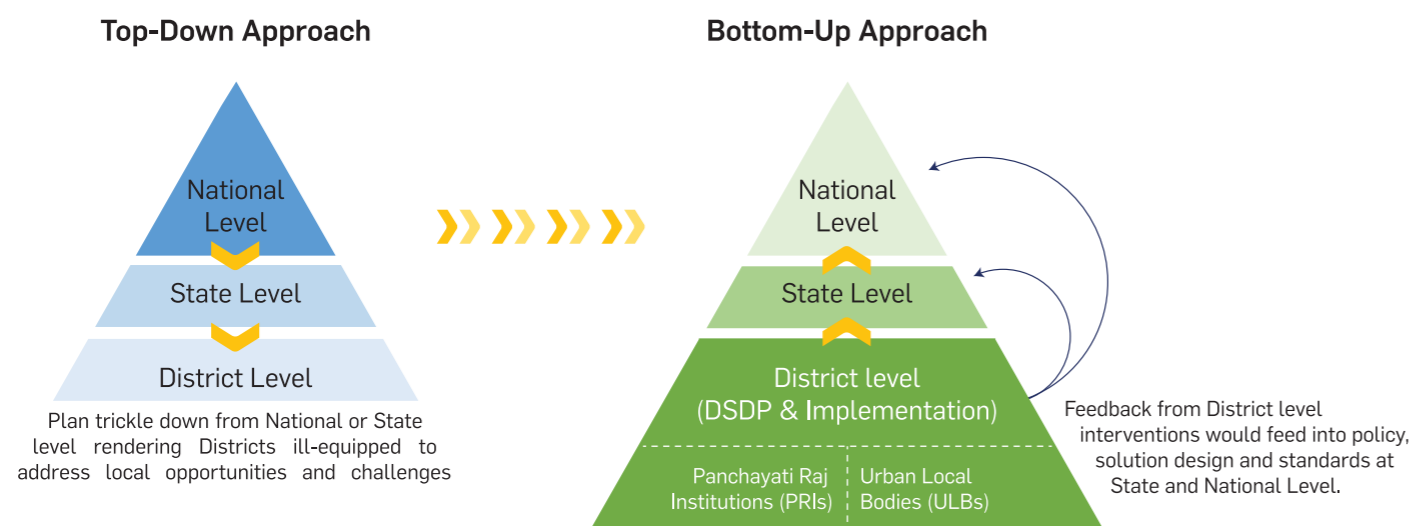 Top-Down Approach
National
Level
State Level
District Level
Plan trickle down from National or State
level rendering Districts ill-equipped to
address local opportunities and challenges
Bottom-Up Approach
National
Level
State Level
District level
(DSDP & Implementation)
Panchayati Raj
Institutions (PRIs)
Urban Local
Bodies (ULBs)
Feedback from District level
interventions would feed into policy,
solution design and standards at
State and National Level.